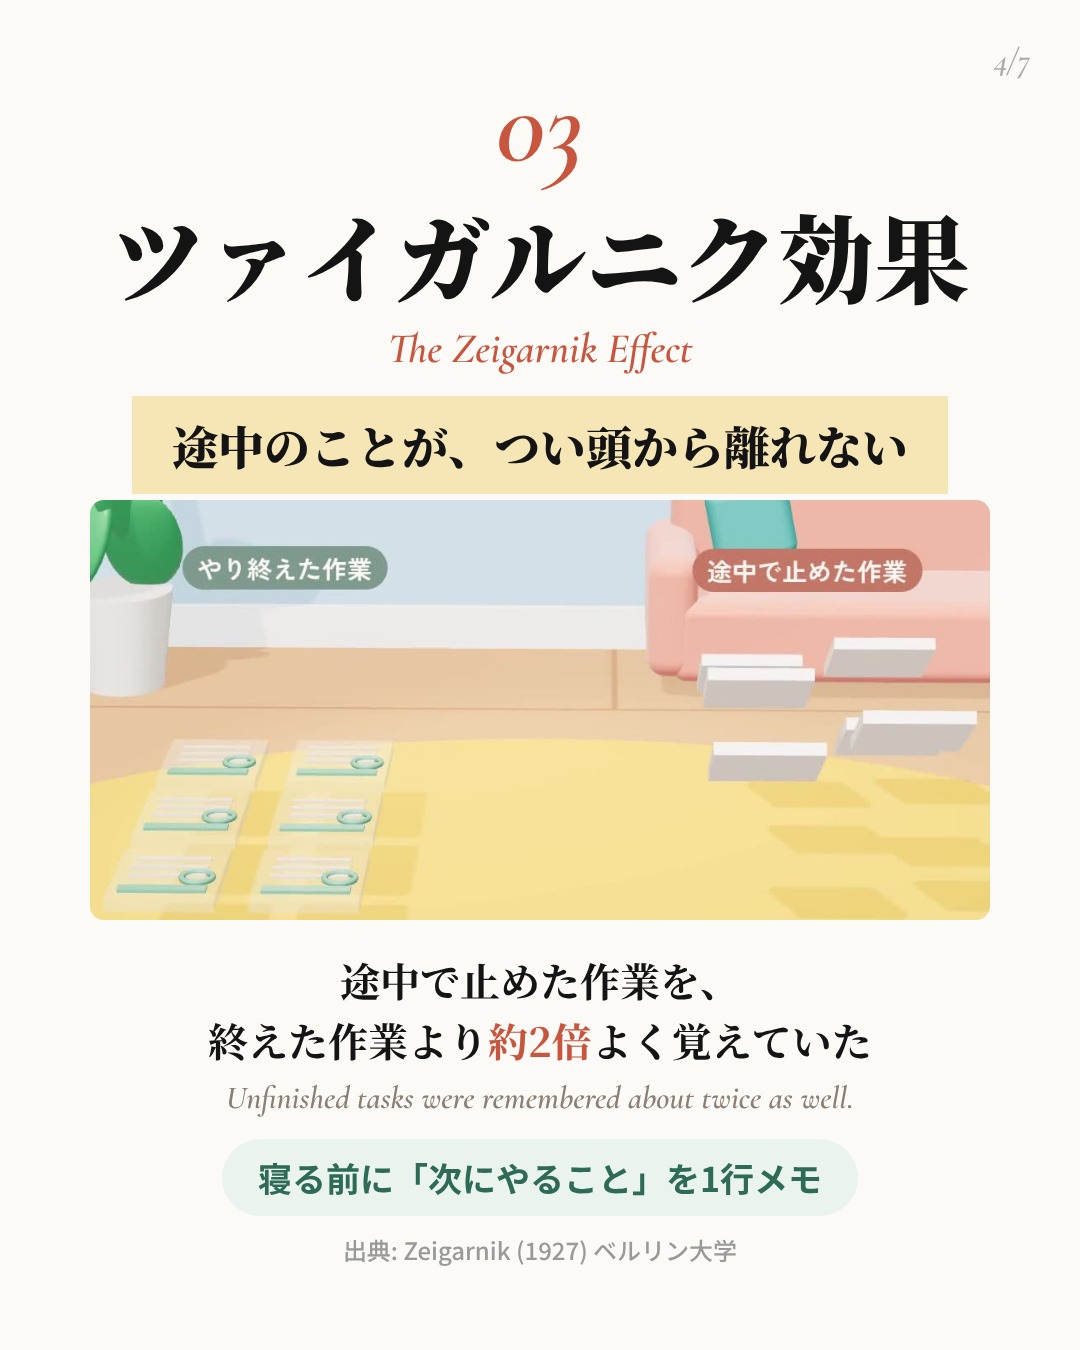 4/7
03
ツァイガルニク効果
The Zeigarnik Effect
途中のことが、つい頭から離れない
やり終えた作業
途中で止めた作業
途中で止めた作業を、
終えた作業より約2倍よく覚えていた
Unfinished tasks were remembered about twice as well.
寝る前に「次にやること」を1行メモ
出典: Zeigarnik (1927) ベルリン大学